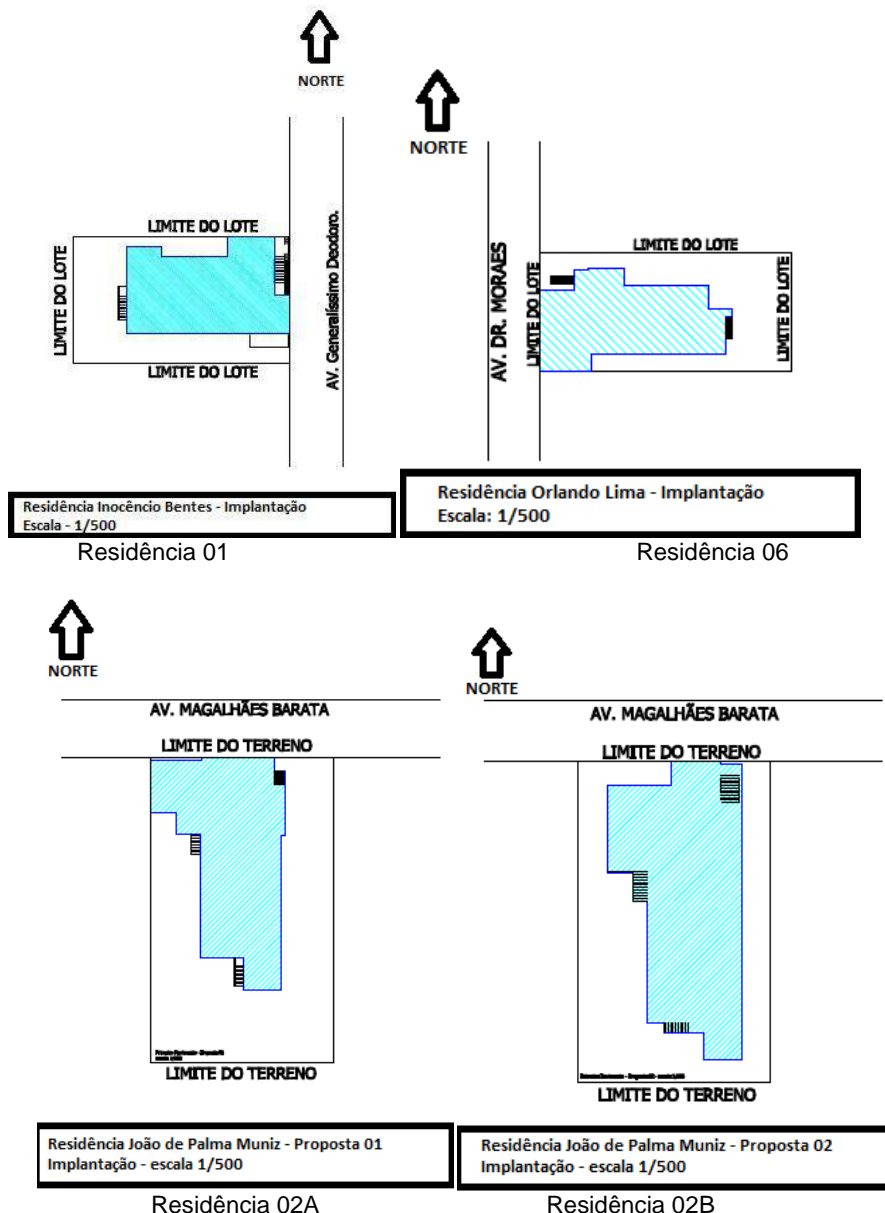 NORTE
LIMITE DO LOTE
LIMITE DO LOTE
LIMITE DO LOTE
AV. Generalíssimo Deodoro.
Residência Inocêncio Bentes - Implantação
Escala - 1/500
Residência 01
NORTE
AV. DR. MORAES
LIMITE DO LOTE
LIMITE DO LOTE
LIMITE DO LOTE
Residência Orlando Lima - Implantação
Escala: 1/500
Residência 06
NORTE
AV. MAGALHÃES BARATA
LIMITE DO TERRENO
LIMITE DO TERRENO
Residência João de Palma Muniz - Proposta 01
Implantação - escala 1/500
Residência 02A
NORTE
AV. MAGALHÃES BARATA
LIMITE DO TERRENO
LIMITE DO TERRENO
Residência João de Palma Muniz - Proposta 02
Implantação - escala 1/500
Residência 02B